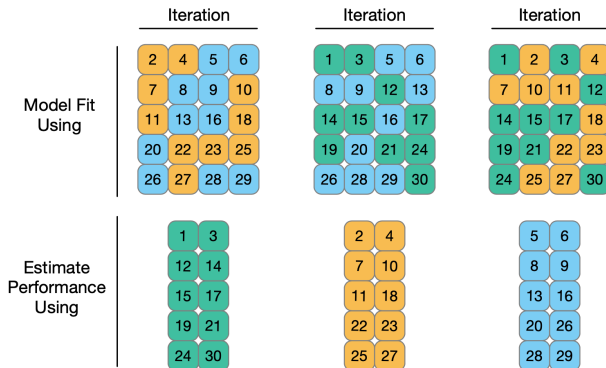 Iteration Iteration Iteration
Model Fit
Using
2 4 5 6 1 3 5 6 1 2 3 4
7 8 9 10 8 9 12 13 7 10 11 12
11 13 16 18 14 15 16 17 14 15 17 18
20 22 23 25 19 20 21 24 19 21 22 23
26 27 28 29 26 28 29 30 24 25 27 30
Estimate
Performance
Using
1 3 2 4 5 6
12 14 7 10 8 9
15 17 11 18 13 16
19 21 22 23 20 26
24 30 25 27 28 29